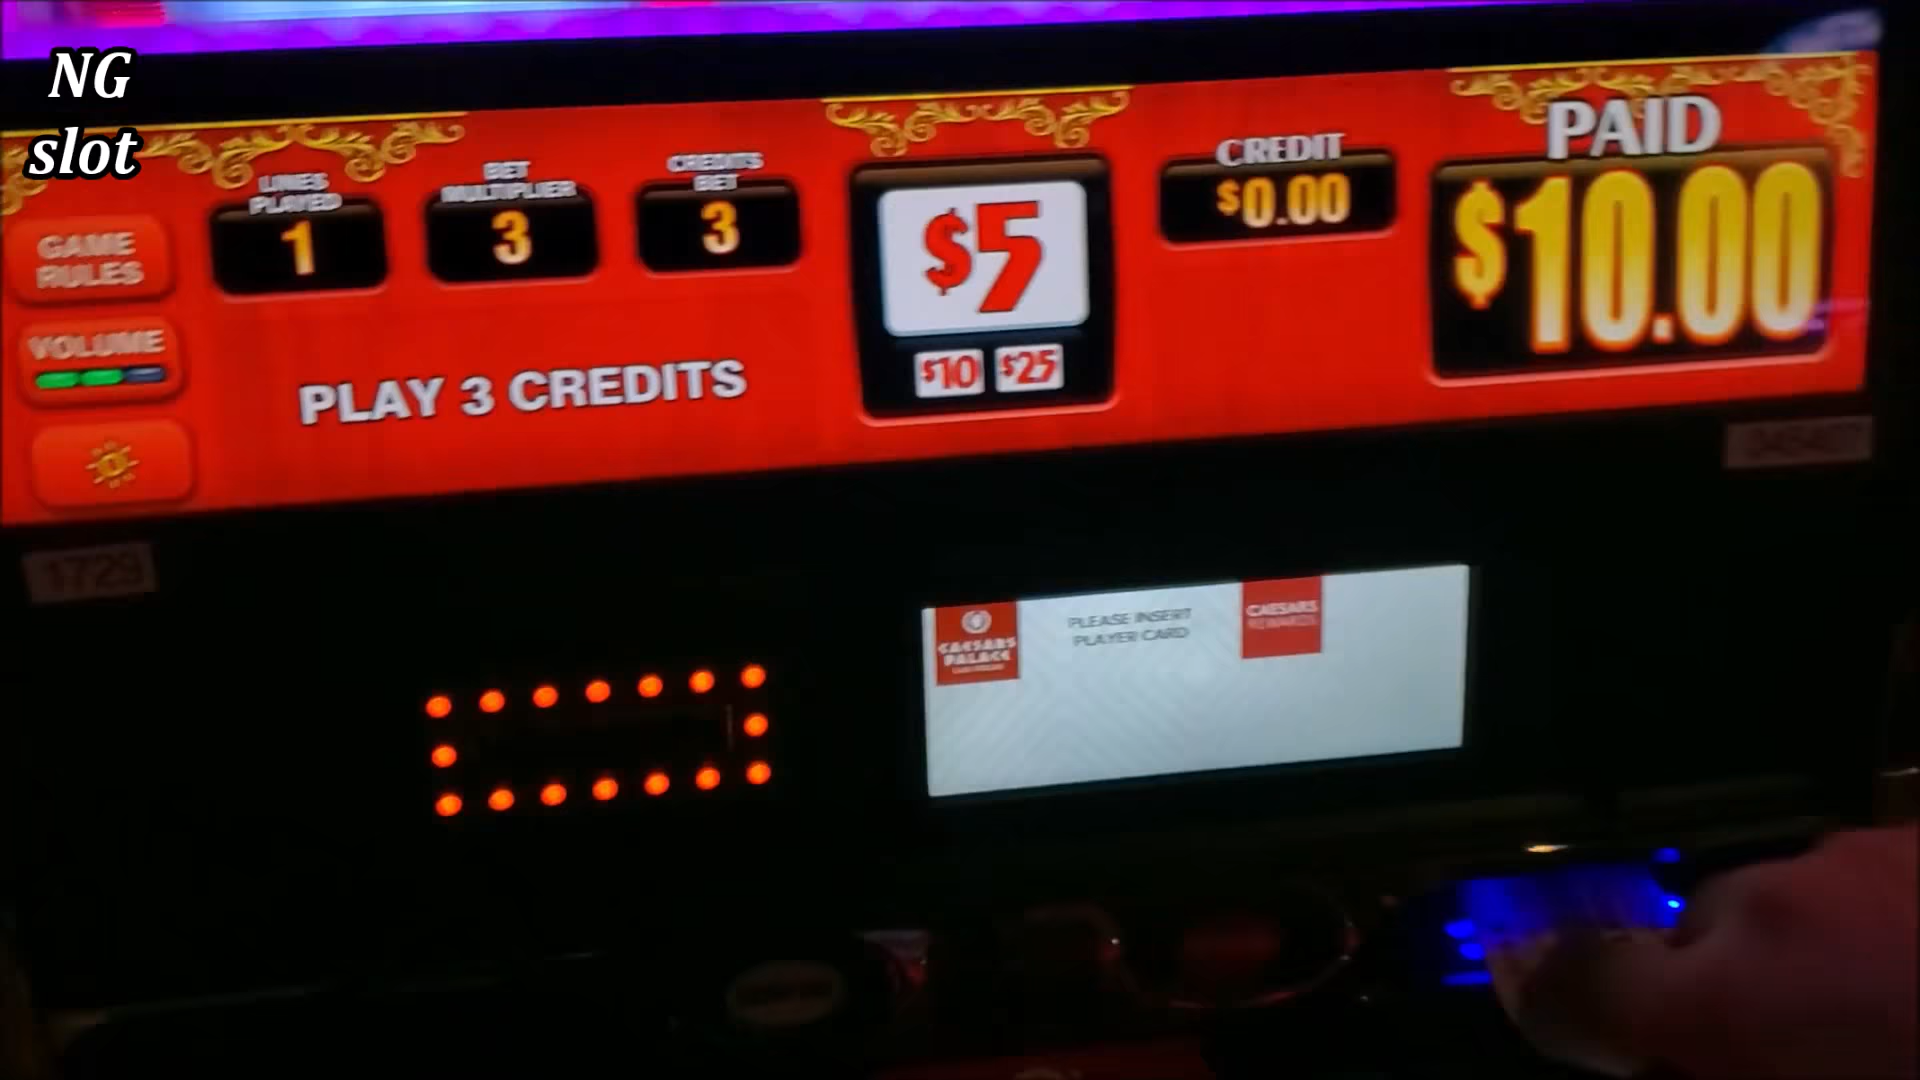 NG
slot
LINES
PLAYED
1
BET
MULTIPLIER
3
CREDITS
BET
3
$5
$10 $25
CREDIT
$0.00
PAID
$10.00
GAME
RULES
VOLUME
PLAY 3 CREDITS
1729
CAESARS
PALACE
PLEASE INSERT
PLAYER CARD
CAESARS
REWARDS